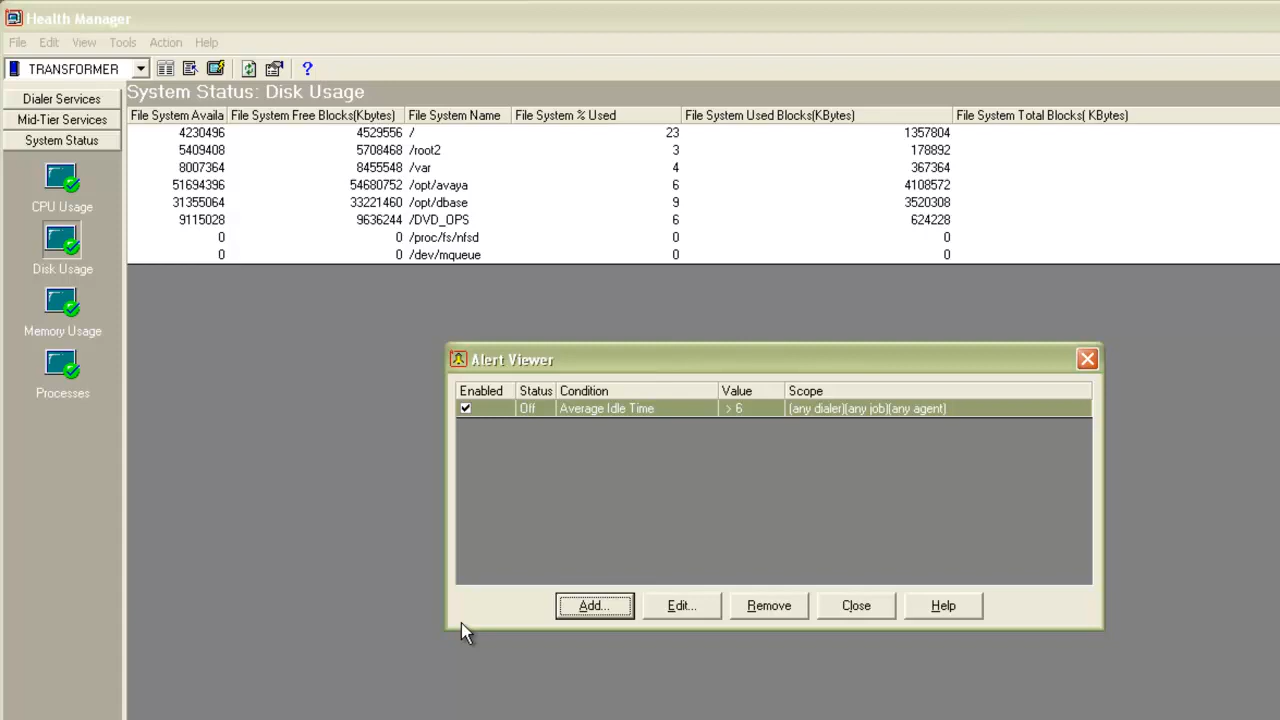 Health Manager
File Edit View Tools Action Help
TRANSFORMER ?
Dialer Services
Mid-Tier Services
System Status
CPU Usage
Disk Usage
Memory Usage
Processes
System Status: Disk Usage
File System Availa File System Free Blocks(Kbytes) File System Name File System % Used File System Used Blocks(KBytes) File System Total Blocks( KBytes)
4230496 4529556 / 23 1357804
5409408 5708468 /root2 3 178892
8007364 8455548 /var 4 367364
51694396 54680752 /opt/avaya 6 4108572
31355064 33221460 /opt/dbase 9 3520308
9115028 9636244 /DVD_OPS 6 624228
0 0 /proc/fs/nfsd 0 0
0 0 /dev/mqueue 0 0
Alert Viewer
Enabled Status Condition Value Scope
Off Average Idle Time > 6 (any dialer)(any job)(any agent)
Add... Edit... Remove Close Help